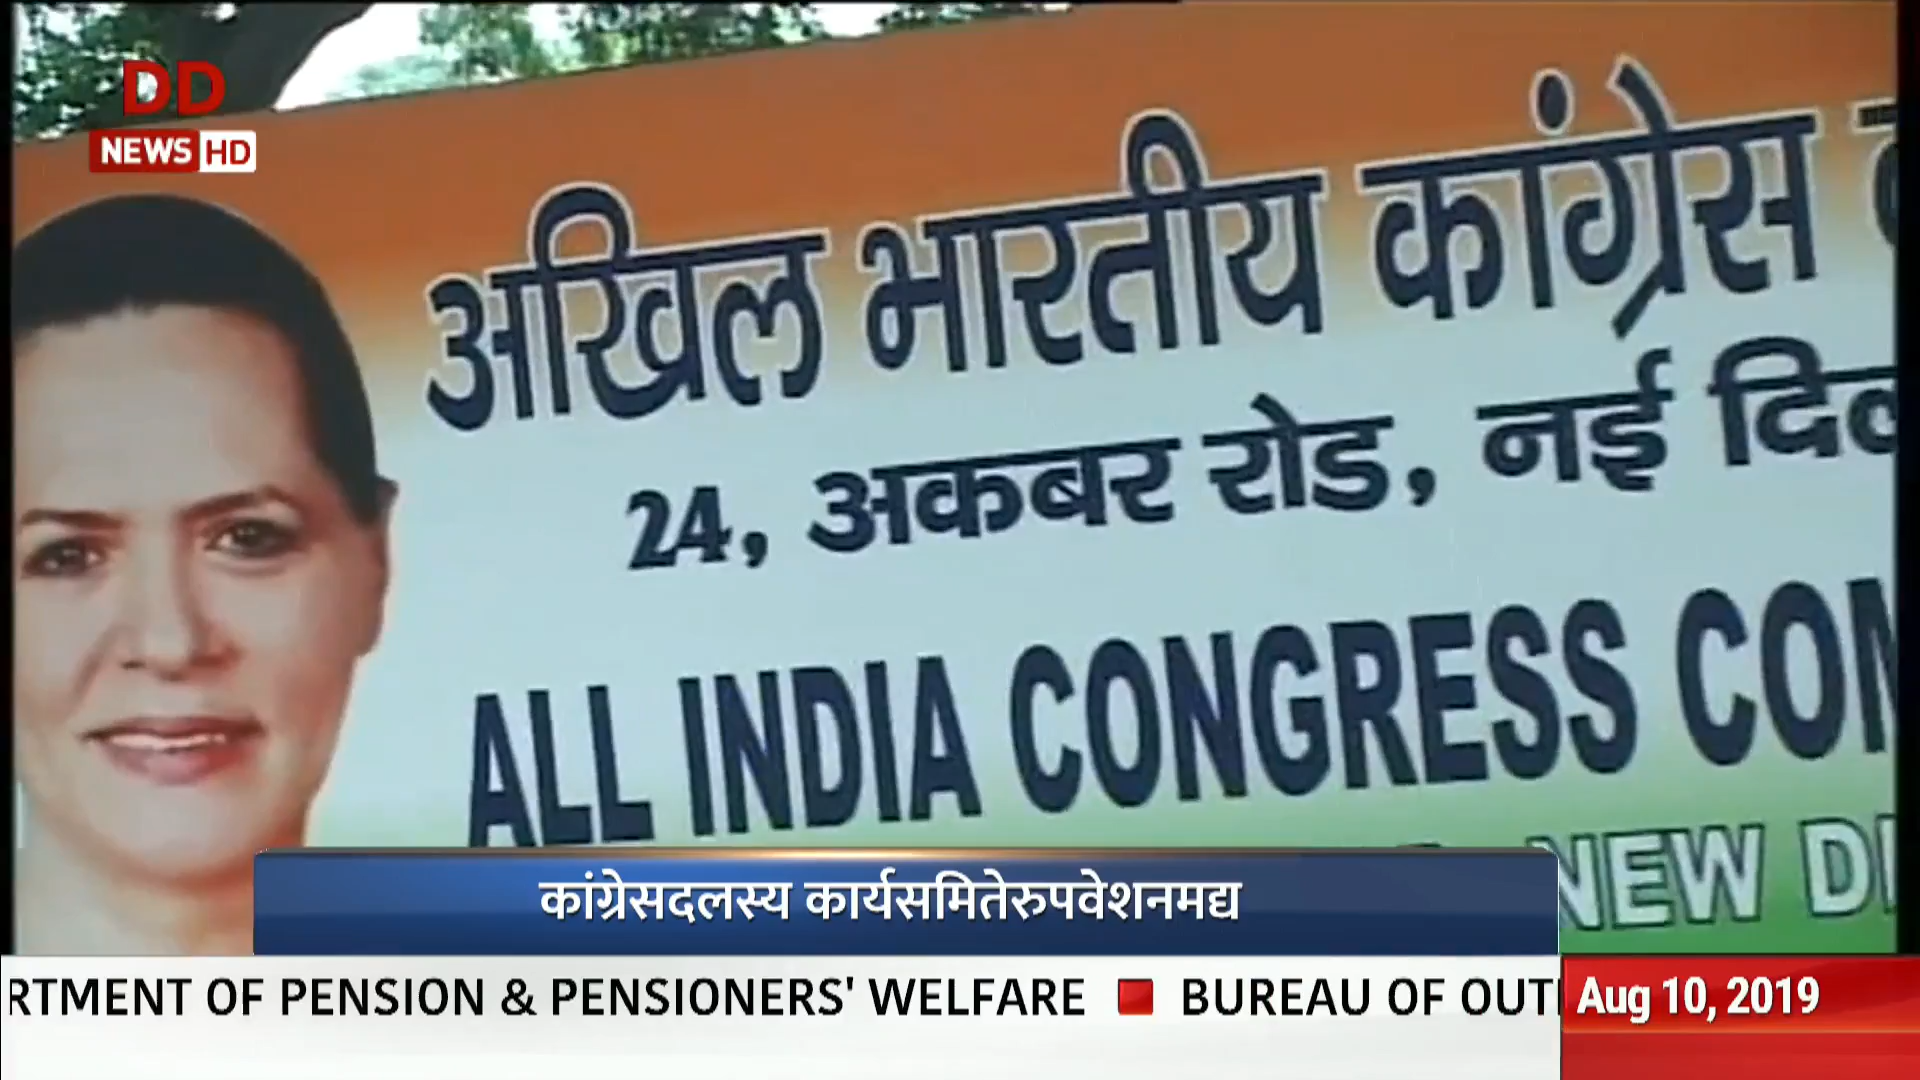 DD
NEWS HD
अखिल भारतीय कांग्रेस
24, अकबर रोड, नई
ALL INDIA CONGRESS
NEW
कांग्रेसदलस्य कार्यसमितेरुपवेशनमद्य
RTMENT OF PENSION & PENSIONERS' WELFARE BUREAU OF OUT
Aug 10, 2019